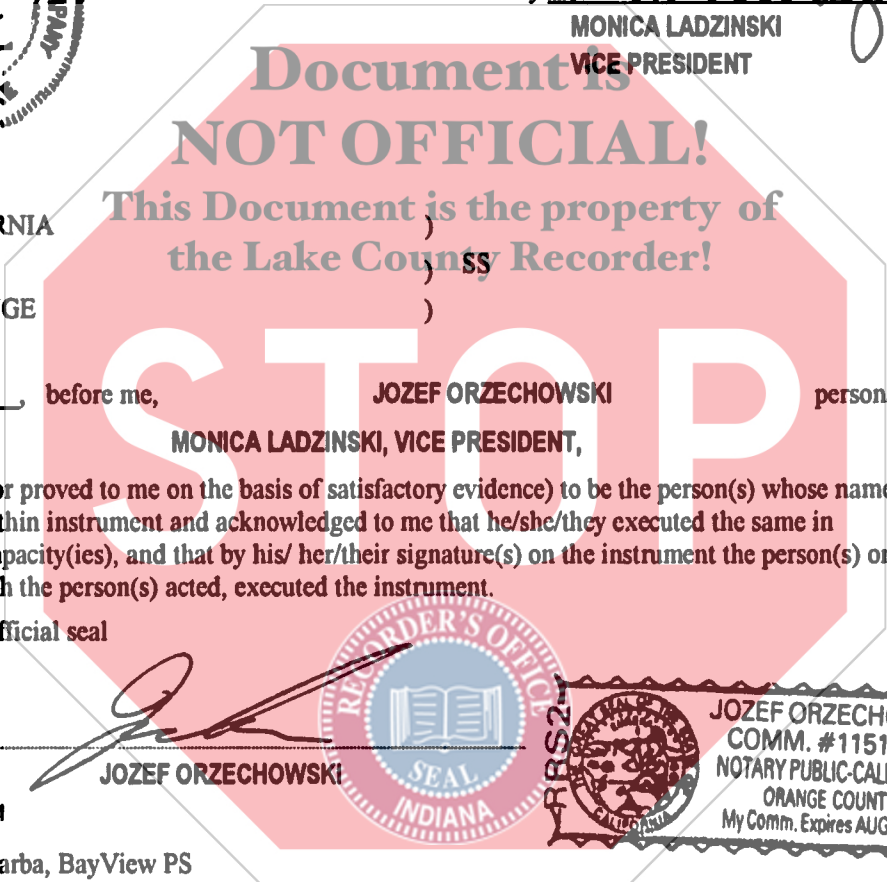 MONICA LADZINSKI
VICE PRESIDENT
Document is
NOT OFFICIAL!
This Document is the property of
the Lake County Recorder!
RNIA )
) SS
GE )
STOP
, before me, JOZEF ORZECHOWSKI person
MONICA LADZINSKI, VICE PRESIDENT,
r proved to me on the basis of satisfactory evidence) to be the person(s) whose name
thin instrument and acknowledged to me that he/she/they executed the same in
pacity(ies), and that by his/ her/their signature(s) on the instrument the person(s) or
h the person(s) acted, executed the instrument.
fficial seal
RECORDER'S OFFICE
SEAL
INDIANA
JOZEF ORZECHOWSKI
RBS2
JOZEF ORZECHO
COMM. #1151
NOTARY PUBLIC-CALI
ORANGE COUNT
My Comm. Expires AUG
arba, BayView PS